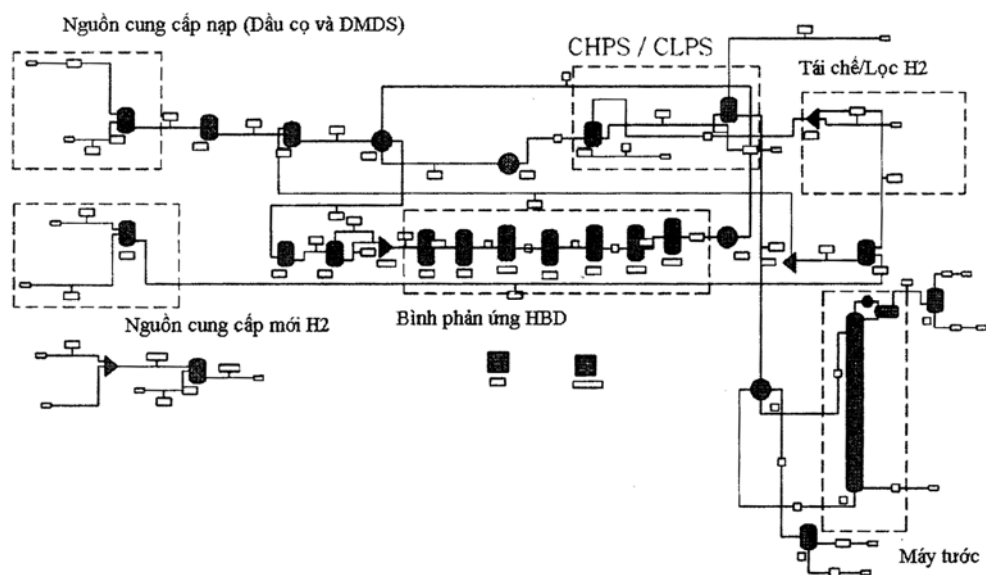 Nguồn cung cấp nạp (Dầu cọ và DMDS)
CHPS / CLPS
Tái chế/Lọc H2
Nguồn cung cấp mới H2
Bình phản ứng HBD
Máy tước